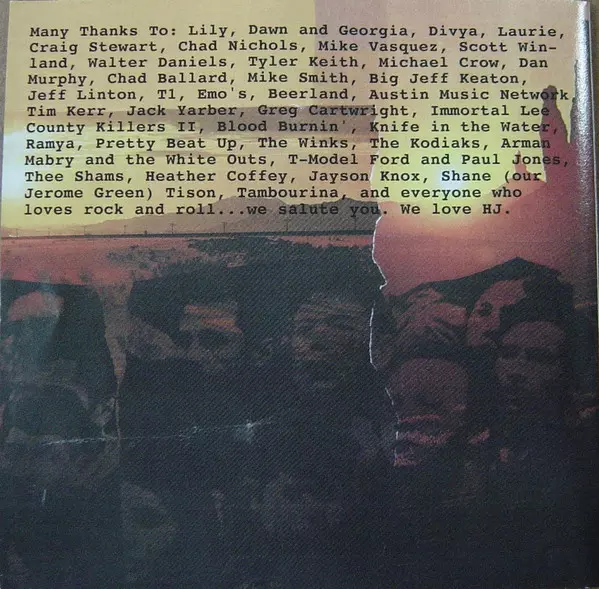 Many Thanks To: Lily, Dawn and Georgia, Divya, Laurie,
Craig Stewart, Chad Nichols, Mike Vasquez, Scott Win-
land, Walter Daniels, Tyler Keith, Michael Crow, Dan
Murphy, Chad Ballard, Mike Smith, Big Jeff Keaton,
Jeff Linton, T1, Emo's, Beerland, Austin Music Network,
Tim Kerr, Jack Yarber, Greg Cartwright, Immortal Lee
County Killers II, Blood Burnin', Knife in the Water,
Ramya, Pretty Beat Up, The Winks, The Kodiaks, Arman
Mabry and the White Outs, T-Model Ford and Paul Jones,
Thee Shams, Heather Coffey, Jayson Knox, Shane (our
Jerome Green) Tison, Tambourina, and everyone who
loves rock and roll...we salute you. We love HJ.